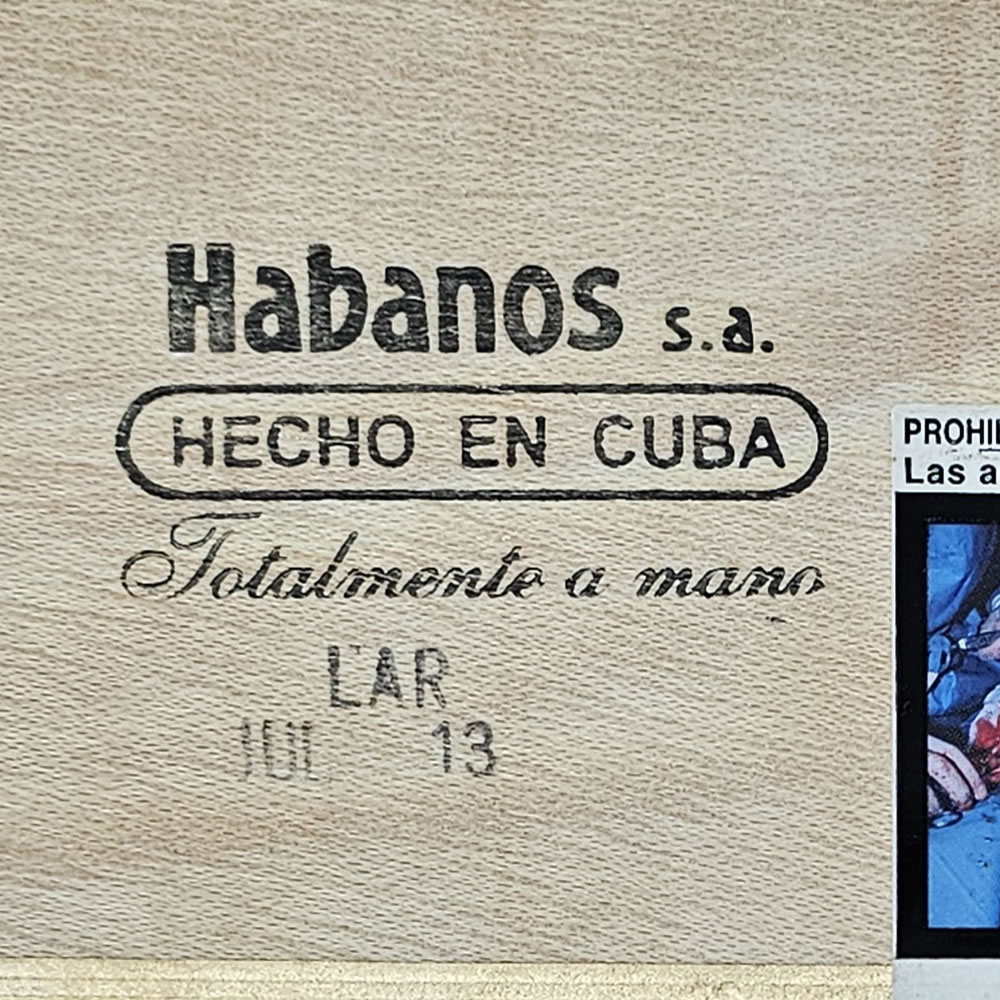 Habanos s.a.
HECHO EN CUBA
Totalmente a mano
LAR
JUL 13
PROHI
Las a